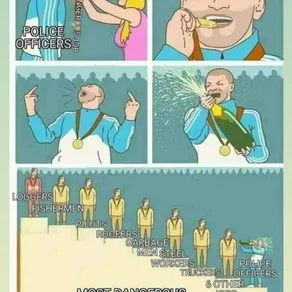 POLICE
OFFICERS
LOGGERS
FISHERMEN
PILOTS
ROOFERS
GARBAGE
MEN
STEEL
WORKERS
TRUCKERS
6 OTHER
POLICE
OFFICERS
MOST DANGEROUS